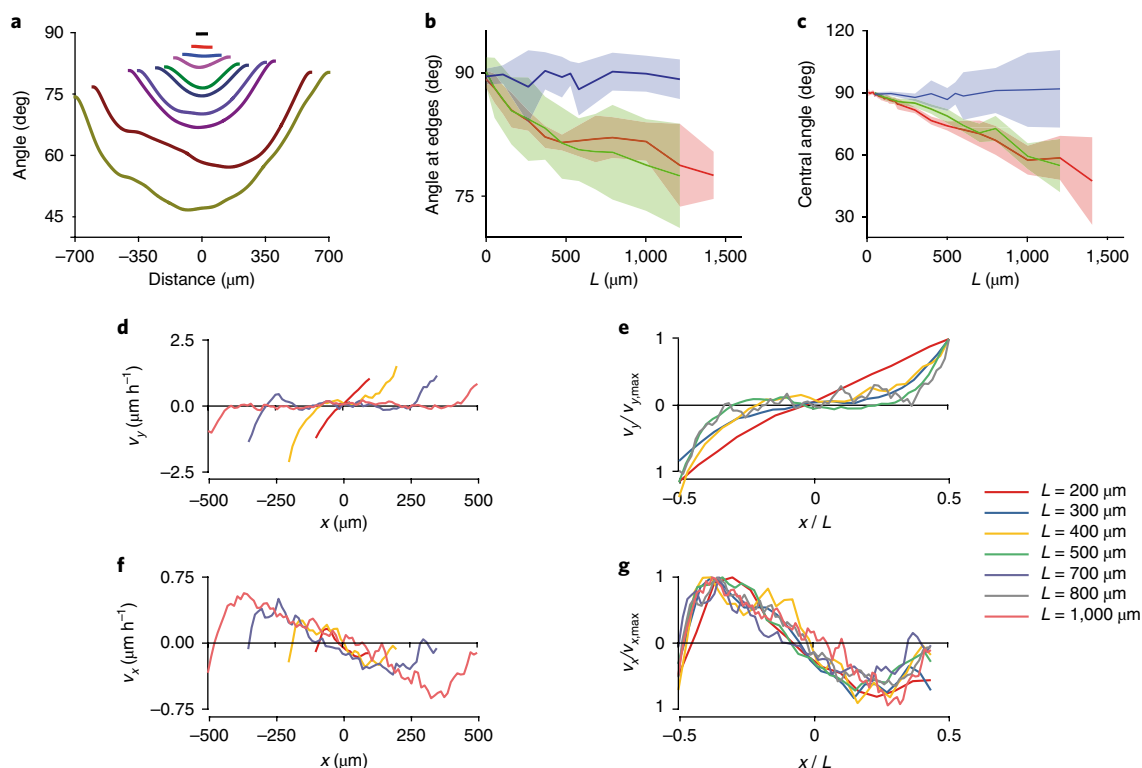 a
90
75
60
45
Angle (deg)
−700
−350
0
350
700
Distance (μm)
b
90
75
Angle at edges (deg)
0
500
1,000
1,500
L (μm)
c
120
90
60
30
Central angle (deg)
0
500
1,000
1,500
L (μm)
d
2.5
0.0
−2.5
v_y (μm h⁻¹)
−500
−250
0
250
500
x (μm)
e
1
0
1
v_y/ v_y,max
−0.5
0
0.5
x / L
f
0.75
0.00
−0.75
v_x (μm h⁻¹)
−500
−250
0
250
500
x (μm)
g
1
0
1
v_x/v_x,max
−0.5
0
0.5
x / L
L = 200 μm
L = 300 μm
L = 400 μm
L = 500 μm
L = 700 μm
L = 800 μm
L = 1,000 μm